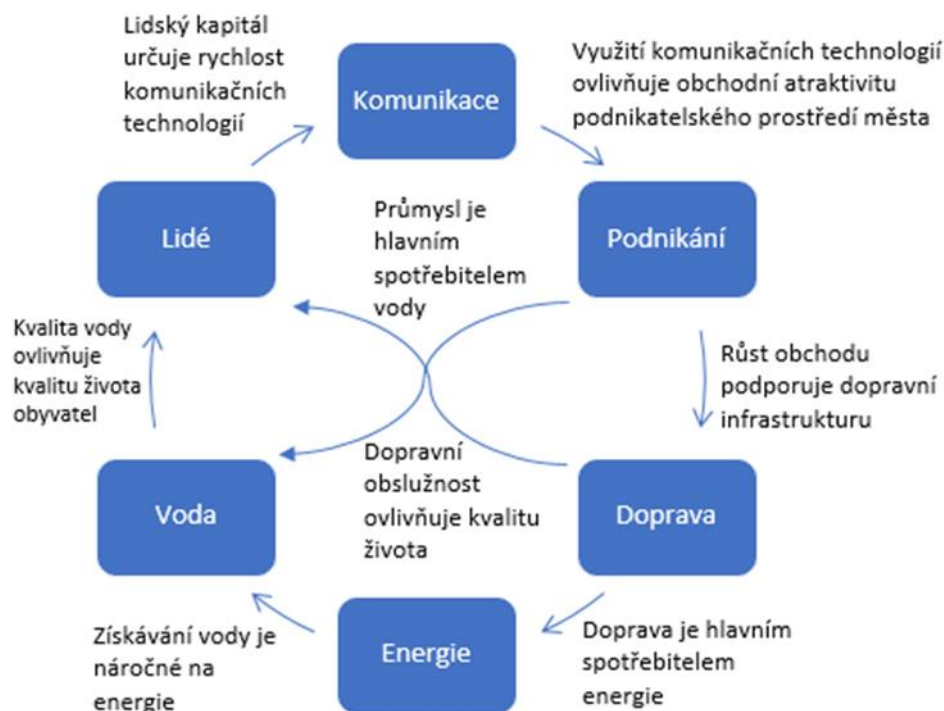 Lidský kapitál
určuje rychlost
komunikačních
technologií
Komunikace
Využití komunikačních technologií
ovlivňuje obchodní atraktivitu
podnikatelského prostředí města
Lidé
Průmysl je
hlavním
spotřebitelem
vody
Podnikání
Kvalita vody
ovlivňuje
kvalitu života
obyvatel
Růst obchodu
podporuje dopravní
infrastrukturu
Voda
Dopravní
obslužnost
ovlivňuje kvalitu
života
Doprava
Získávání vody je
náročné na
energie
Energie
Doprava je hlavním
spotřebitelem
energie